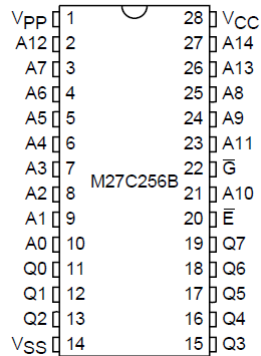 VPP 1 28 VCC
A12 2 27 A14
A7 3 26 A13
A6 4 25 A8
A5 5 24 A9
A4 6 23 A11
A3 7 22 G̅
M27C256B
A2 8 21 A10
A1 9 20 E̅
A0 10 19 Q7
Q0 11 18 Q6
Q1 12 17 Q5
Q2 13 16 Q4
VSS 14 15 Q3